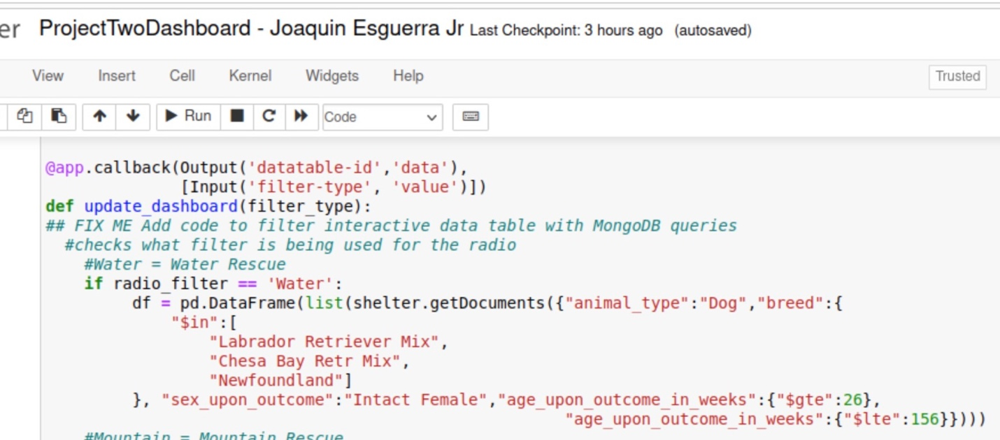 er ProjectTwoDashboard - Joaquin Esguerra Jr Last Checkpoint: 3 hours ago (autosaved)
View Insert Cell Kernel Widgets Help Trusted
Run Code
@app.callback(Output('datatable-id','data'),
[Input('filter-type', 'value')])
def update_dashboard(filter_type):
## FIX ME Add code to filter interactive data table with MongoDB queries
#checks what filter is being used for the radio
#Water = Water Rescue
if radio_filter == 'Water':
df = pd.DataFrame(list(shelter.getDocuments({"animal_type":"Dog","breed":{
"$in":[
"Labrador Retriever Mix",
"Chesa Bay Retr Mix",
"Newfoundland"]
}, "sex_upon_outcome":"Intact Female","age_upon_outcome_in_weeks":{"$gte":26},
"age_upon_outcome_in_weeks":{"$lte":156}})))
#Mountain = Mountain Rescue